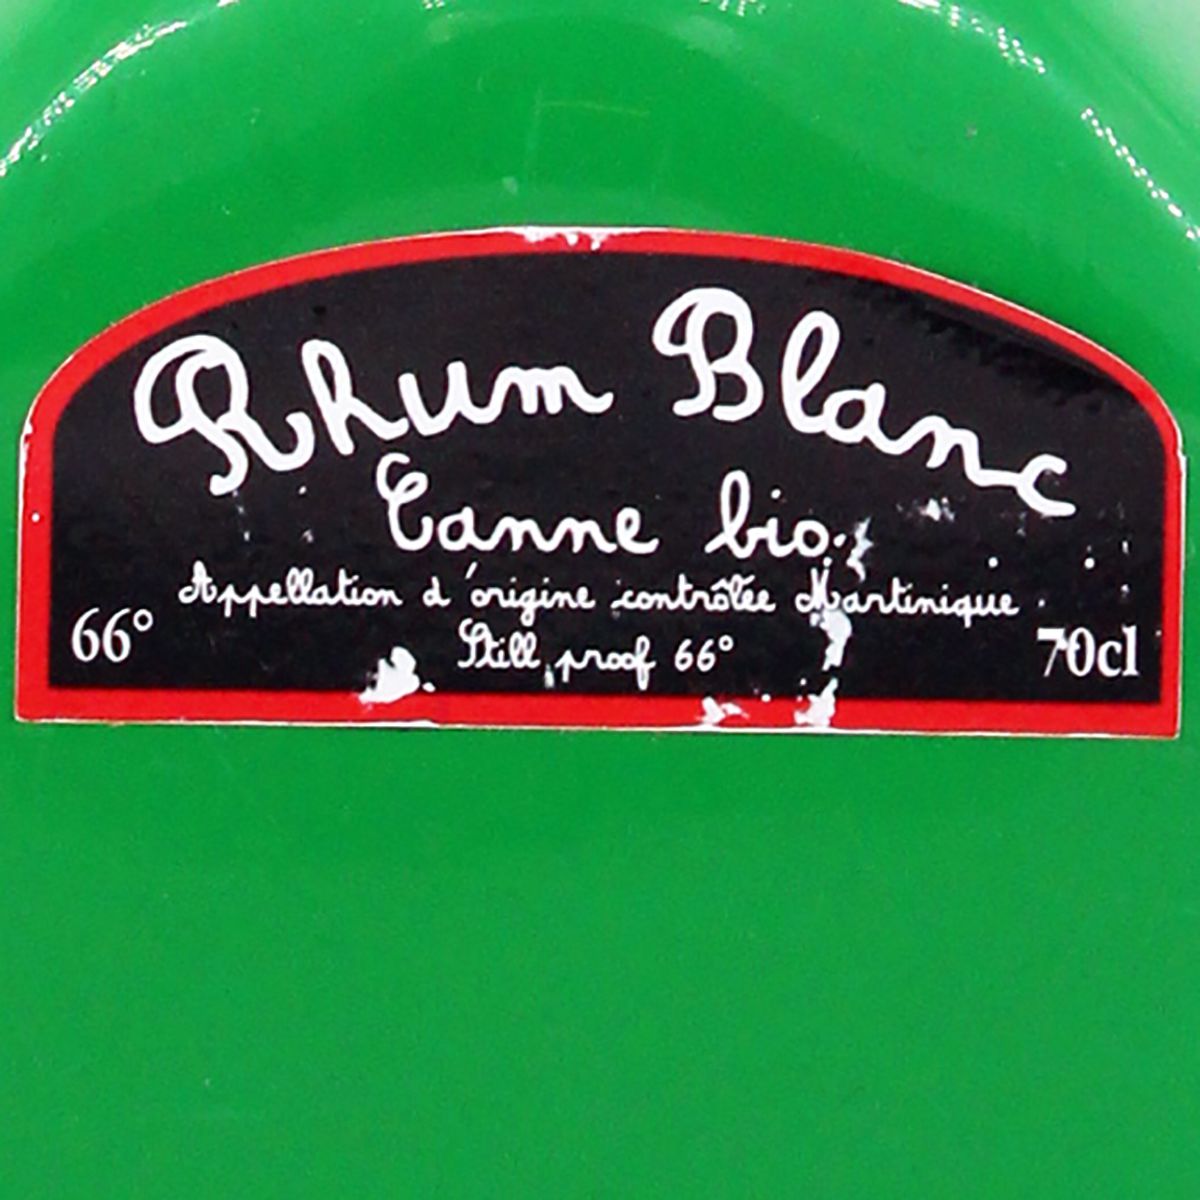 Rhum Blanc
Canne bio.
Appellation d'origine contrôlée Martinique
66°
Still proof 66°
70cl